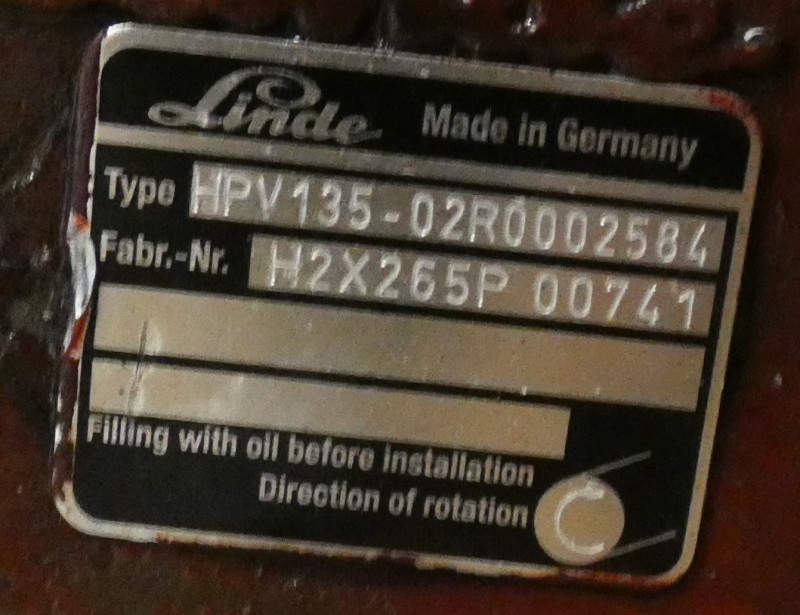 Linde Made in Germany
Type HPV135-02R0002584
Fabr.-Nr. H2X265P 00741
Filling with oil before installation
Direction of rotation